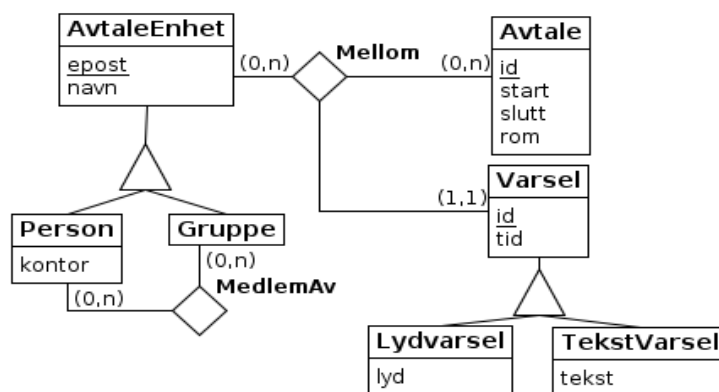 AvtaleEnhet
epost
navn
(0,n)
Mellom
(0,n)
Avtale
id
start
slutt
rom
(1,1)
Varsel
id
tid
Person
kontor
Gruppe
(0,n)
(0,n)
MedlemAv
Lydvarsel
lyd
TekstVarsel
tekst